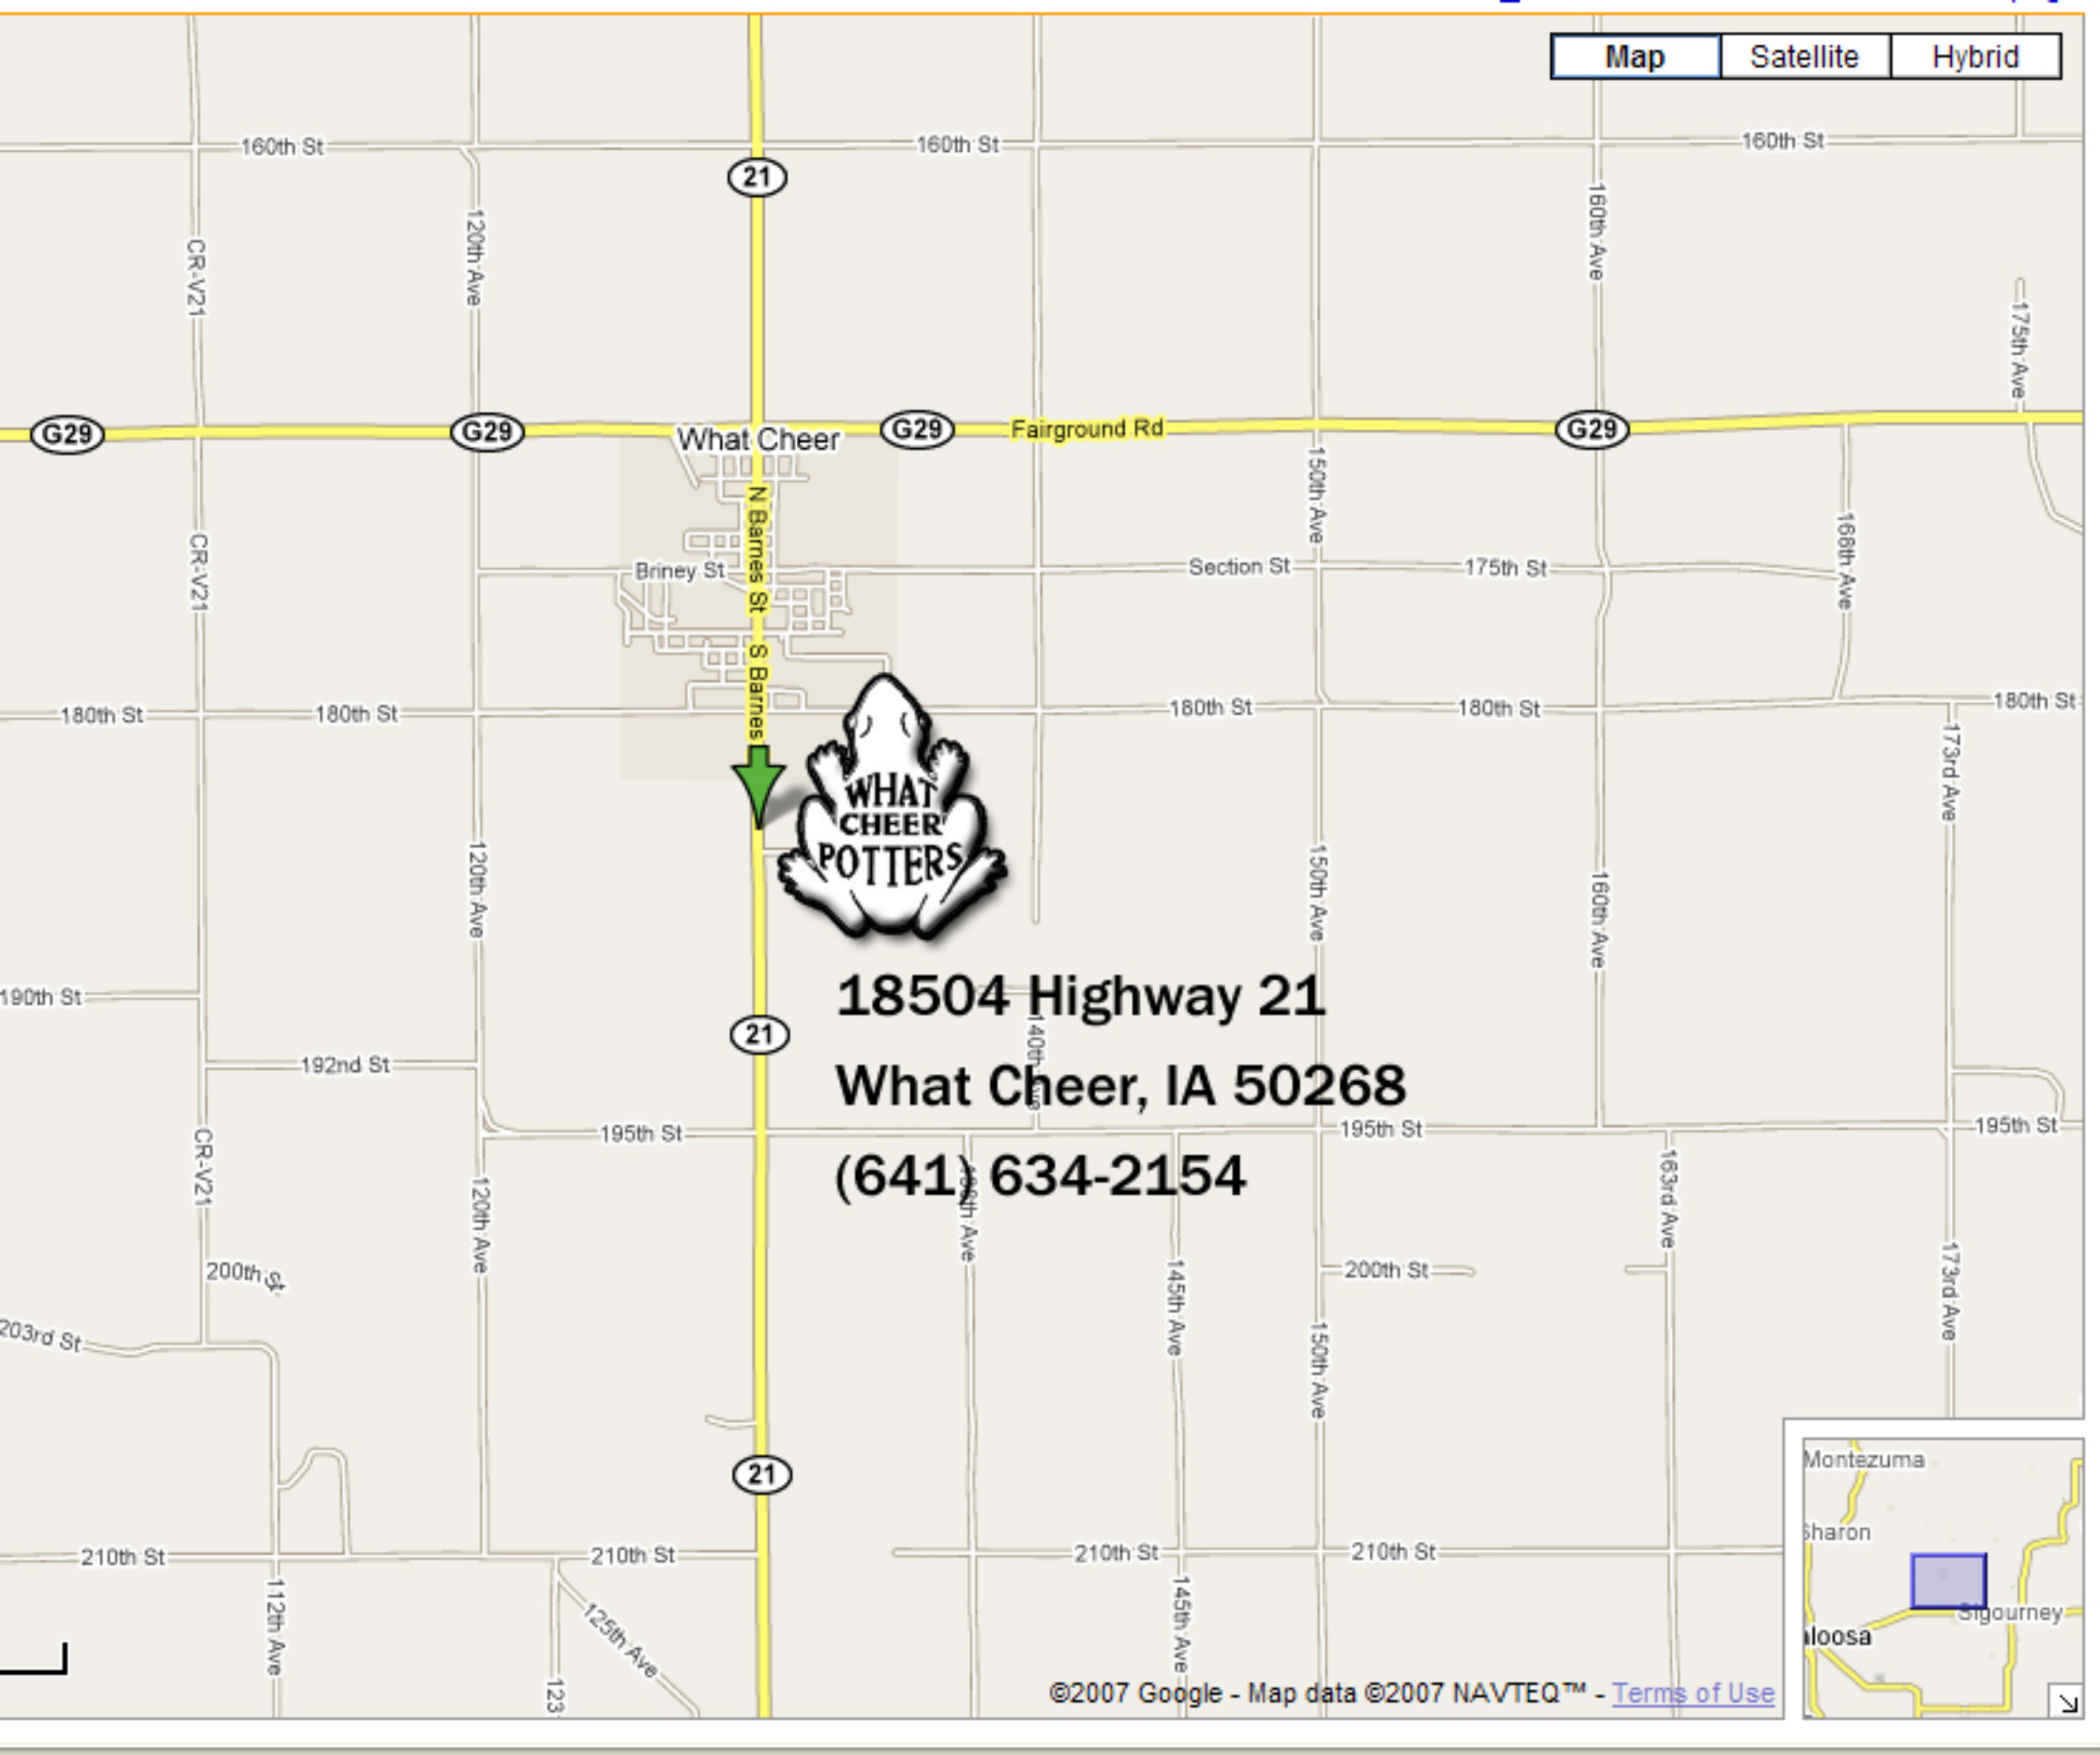 Map
Satellite
Hybrid
160th St
160th St
160th St
21
CR-V21
120th Ave
160th Ave
175th Ave
G29
G29
What Cheer
G29
Fairground Rd
G29
N Barnes St
150th Ave
CR-V21
Briney St
Section St
175th St
168th Ave
S Barnes
180th St
180th St
180th St
180th St
180th St
173rd Ave
WHAT
CHEER
POTTERS
120th Ave
150th Ave
160th Ave
190th St
18504 Highway 21
21
140th Ave
192nd St
What Cheer, IA 50268
195th St
195th St
195th St
CR-V21
120th Ave
(641) 634-2154
163rd Ave
200th St
145th Ave
200th St
173rd Ave
203rd St
150th Ave
21
Montezuma
Sharon
210th St
210th St
210th St
210th St
112th Ave
125th Ave
145th Ave
Sigourney
aloosa
123
©2007 Google - Map data ©2007 NAVTEQ™ - Terms of Use